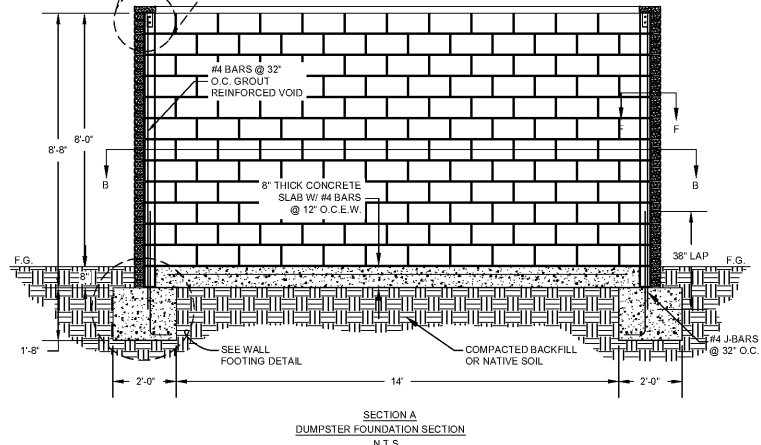 #4 BARS @ 32"
O.C. GROUT
REINFORCED VOID
8'-0"
8'-8"
F
F
B
B
8" THICK CONCRETE
SLAB W/ #4 BARS
@ 12" O.C.E.W.
38" LAP
F.G.
F.G.
8"
1'-8"
SEE WALL
FOOTING DETAIL
COMPACTED BACKFILL
OR NATIVE SOIL
#4 J-BARS
@ 32" O.C.
2'-0"
14'
2'-0"
SECTION A
DUMPSTER FOUNDATION SECTION
N.T.S.